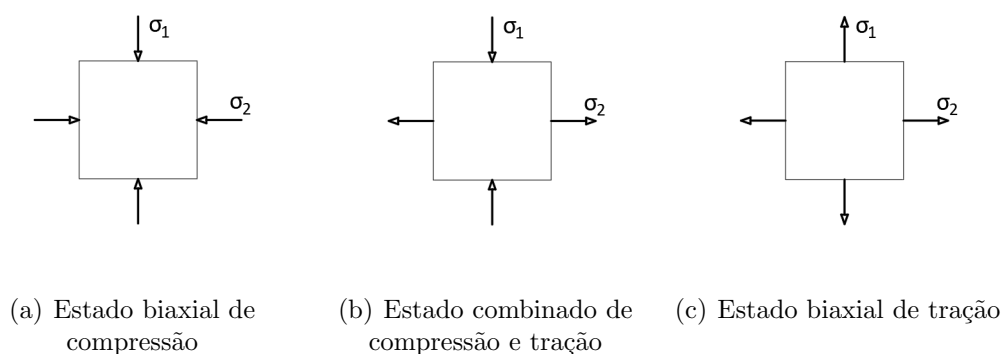 σ1
σ2
σ1
σ2
σ1
σ2
(a) Estado biaxial de
compressão
(b) Estado combinado de
compressão e tração
(c) Estado biaxial de tração